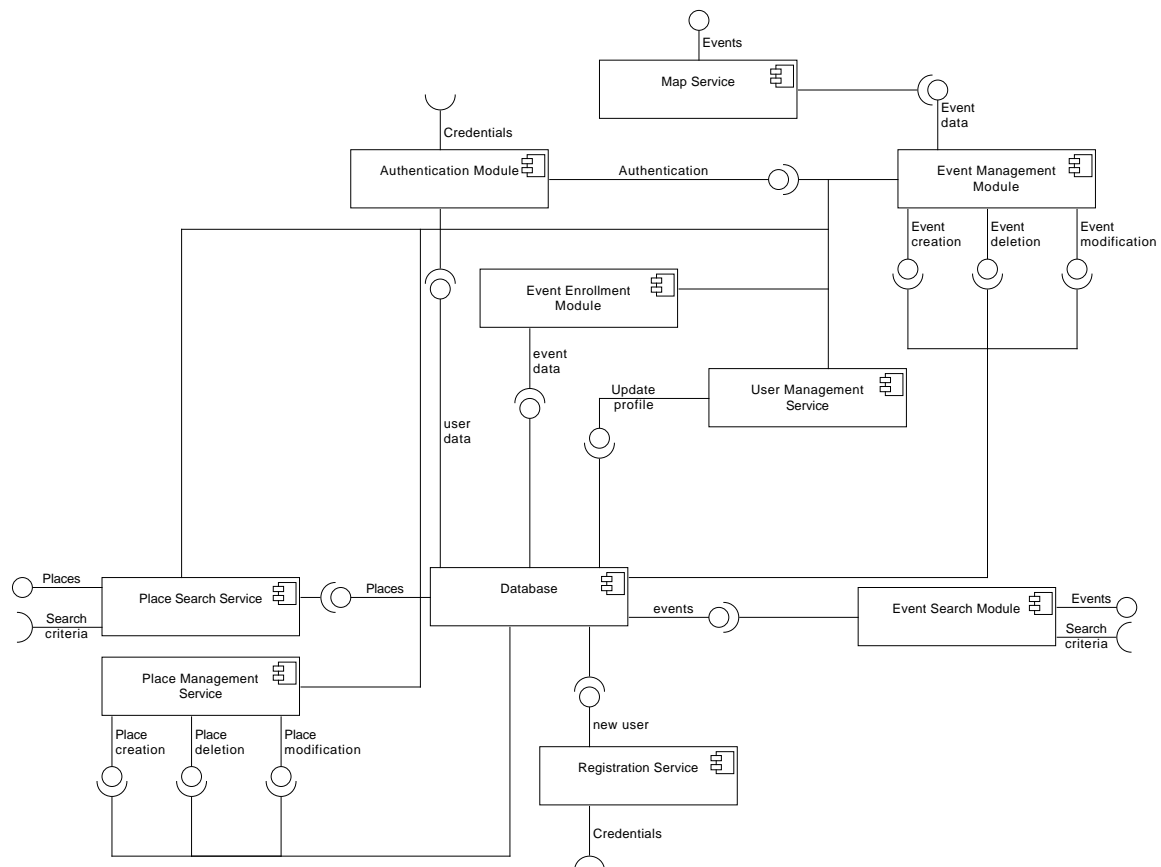 Events
Map Service
Event
data
Credentials
Authentication Module
Authentication
Event Management
Module
Event
creation
Event
deletion
Event
modification
Event Enrollment
Module
event
data
Update
profile
User Management
Service
user
data
Places
Search
criteria
Place Search Service
Places
Database
events
Event Search Module
Events
Search
criteria
Place Management
Service
Place
creation
Place
deletion
Place
modification
new user
Registration Service
Credentials